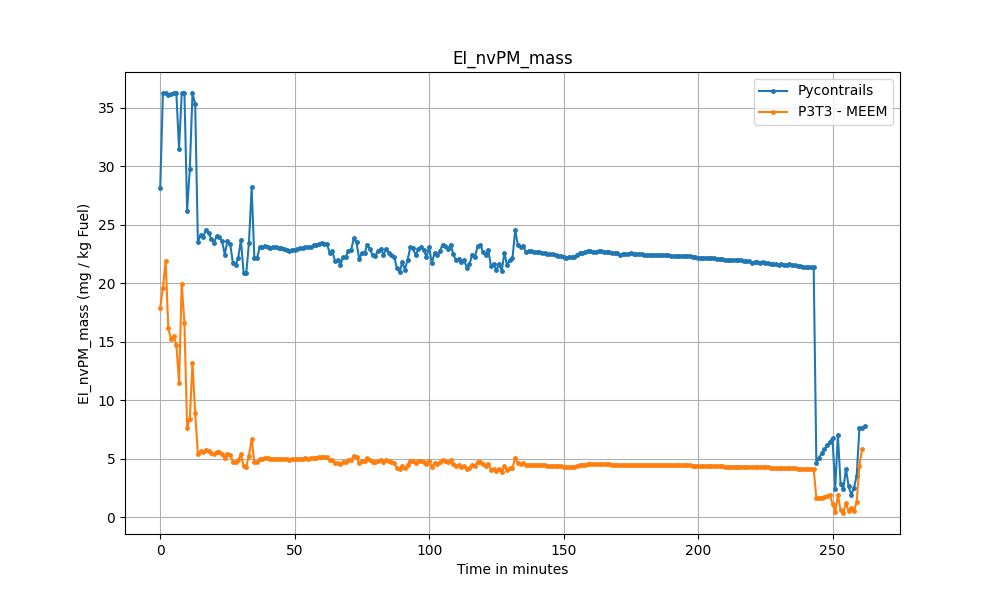 EI_nvPM_mass
Pycontrails
P3T3 - MEEM
EI_nvPM_mass (mg / kg Fuel)
35
30
25
20
15
10
5
0
0 50 100 150 200 250
Time in minutes